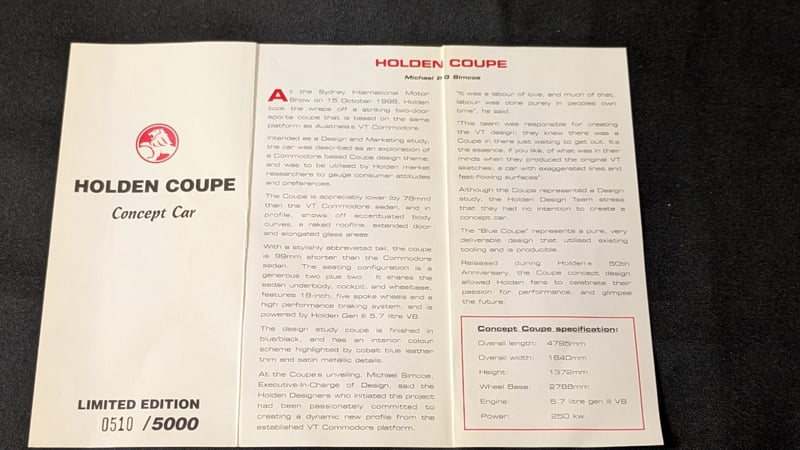 HOLDEN COUPE
Concept Car
LIMITED EDITION
0510 /5000
HOLDEN COUPE
Michael pG Simcoe
At the Sydney International Motor
Show on 15 October 1998, Holden
took the wraps off a striking two-door
sports coupe that is based on the same
platform as Australia's VT Commodore.
Intended as a Design and Marketing study,
the car was described as an exploration of
a Commodore based Coupe design theme,
and was to be utilised by Holden market
researchers to gauge consumer attitudes
and preferences.
The Coupe is appreciably lower (by 78mm)
than the VT Commodore sedan, and in
profile, shows off accentuated body
curves, a raked roofline, extended door
and elongated glass areas.
With a stylishly abbreviated tail, the coupe
is 99mm shorter than the Commodore
sedan. The seating configuration is a
generous two plus two. It shares the
sedan underbody, cockpit, and wheelbase,
features 18-inch, five spoke wheels and a
high performance braking system, and is
powered by Holden Gen III 5.7 litre V8.
The design study coupe is finished in
blue/black, and has an interior colour
scheme highlighted by cobalt blue leather
trim and satin metallic details.
At the Coupe's unveiling, Michael Simcoe,
Executive-In-Charge of Design, said the
Holden Designers who initiated the project
had been passionately committed to
creating a dynamic new profile from the
established VT Commodore platform.
"It was a labour of love, and much of that,
labour was done purely in peoples own
time", he said.
"This team was responsible for creating
the VT design; they knew there was a
Coupe in there just waiting to get out. It's
the essence, if you like, of what was in their
minds when they produced the original VT
sketches, a car with exaggerated lines and
fast-flowing surfaces".
Although the Coupe represented a Design
study, the Holden Design Team stress
that they had no intention to create a
concept car.
The "Blue Coupe" represents a pure, very
deliverable design that utilised existing
tooling and is producible.
Released during Holden's 50th
Anniversary, the Coupe concept design
allowed Holden fans to celebrate their
passion for performance, and glimpse
the future.
Concept Coupe specification:
Overall length: 4785mm
Overall width: 1840mm
Height: 1372mm
Wheel Base: 2788mm
Engine: 5.7 litre gen III V8
Power: 250 kw